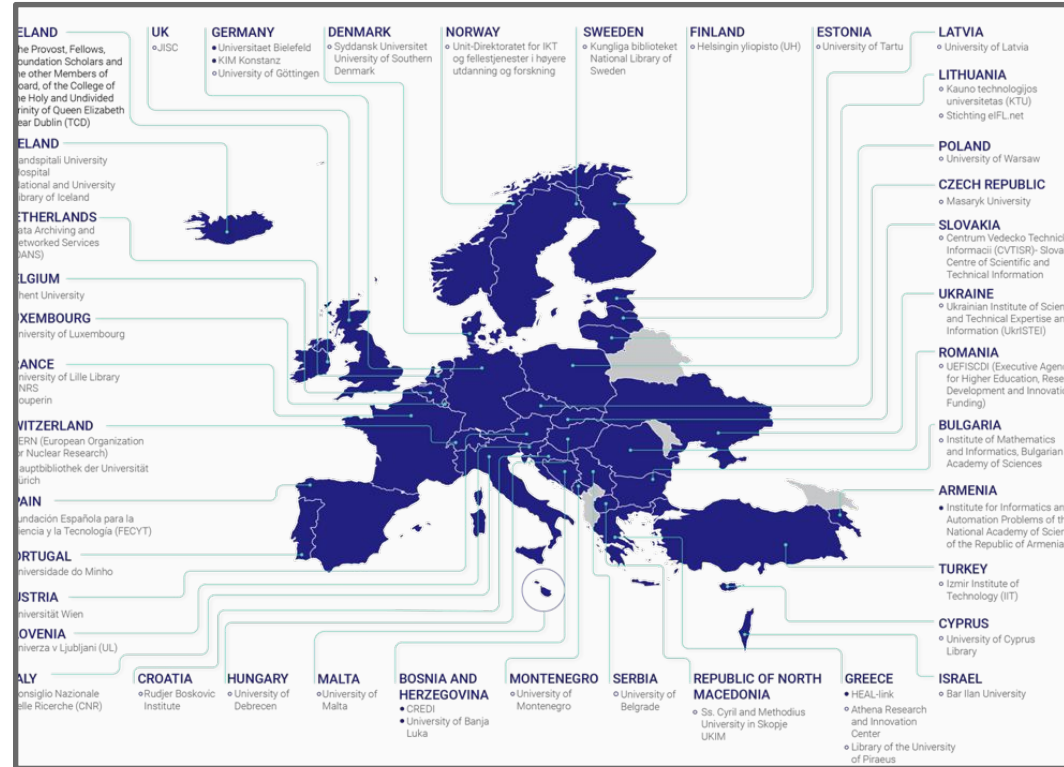 ELAND
he Provost, Fellows,
oundation Scholars and
he other Members of
oard, of the College of
he Holy and Undivided
rinity of Queen Elizabeth
ear Dublin (TCD)
UK
JISC
GERMANY
Universitaet Bielefeld
KIM Konstanz
University of Göttingen
DENMARK
Syddansk Universitet
University of Southern
Denmark
NORWAY
Unit-Direktoratet for IKT
og fellestjenester i høyere
utdanning og forskning
SWEDEN
Kungliga biblioteket
National Library of
Sweden
FINLAND
Helsingin yliopisto (UH)
ESTONIA
University of Tartu
LATVIA
University of Latvia
LITHUANIA
Kauno technologijos
universitetas (KTU)
Stichting eIFL.net
POLAND
University of Warsaw
CZECH REPUBLIC
Masaryk University
SLOVAKIA
Centrum Vedecko Technick
Informacii (CVTISR)- Slova
Centre of Scientific and
Technical Information
UKRAINE
Ukrainian Institute of Scien
and Technical Expertise an
Information (UkrISTEI)
ROMANIA
UEFISCDI (Executive Agenc
for Higher Education, Rese
Development and Innovatio
Funding)
BULGARIA
Institute of Mathematics
and Informatics, Bulgarian
Academy of Sciences
ARMENIA
Institute for Informatics an
Automation Problems of th
National Academy of Scien
of the Republic of Armenia
TURKEY
Izmir Institute of
Technology (IIT)
CYPRUS
University of Cyprus
Library
ISRAEL
Bar Ilan University
ELAND
andspitali University
ospital
ational and University
ibrary of Iceland
ETHERLANDS
ata Archiving and
etworked Services
DANS)
ELGIUM
hent University
UXEMBOURG
niversity of Luxembourg
RANCE
niversity of Lille Library
NRS
ouperin
WITZERLAND
ERN (European Organization
or Nuclear Research)
auptbibliothek der Universität
ürich
PAIN
undación Española para la
iencia y la Tecnología (FECYT)
ORTUGAL
niversidade do Minho
USTRIA
niversität Wien
LOVENIA
niverza v Ljubljani (UL)
ALY
onsiglio Nazionale
elle Ricerche (CNR)
CROATIA
Rudjer Boskovic
Institute
HUNGARY
University of
Debrecen
MALTA
University of
Malta
BOSNIA AND
HERZEGOVINA
CREDI
University of Banja
Luka
MONTENEGRO
University of
Montenegro
SERBIA
University of
Belgrade
REPUBLIC OF NORTH
MACEDONIA
Ss. Cyril and Methodius
University in Skopje
UKIM
GREECE
HEAL-link
Athena Research
and Innovation
Center
Library of the University
of Piraeus